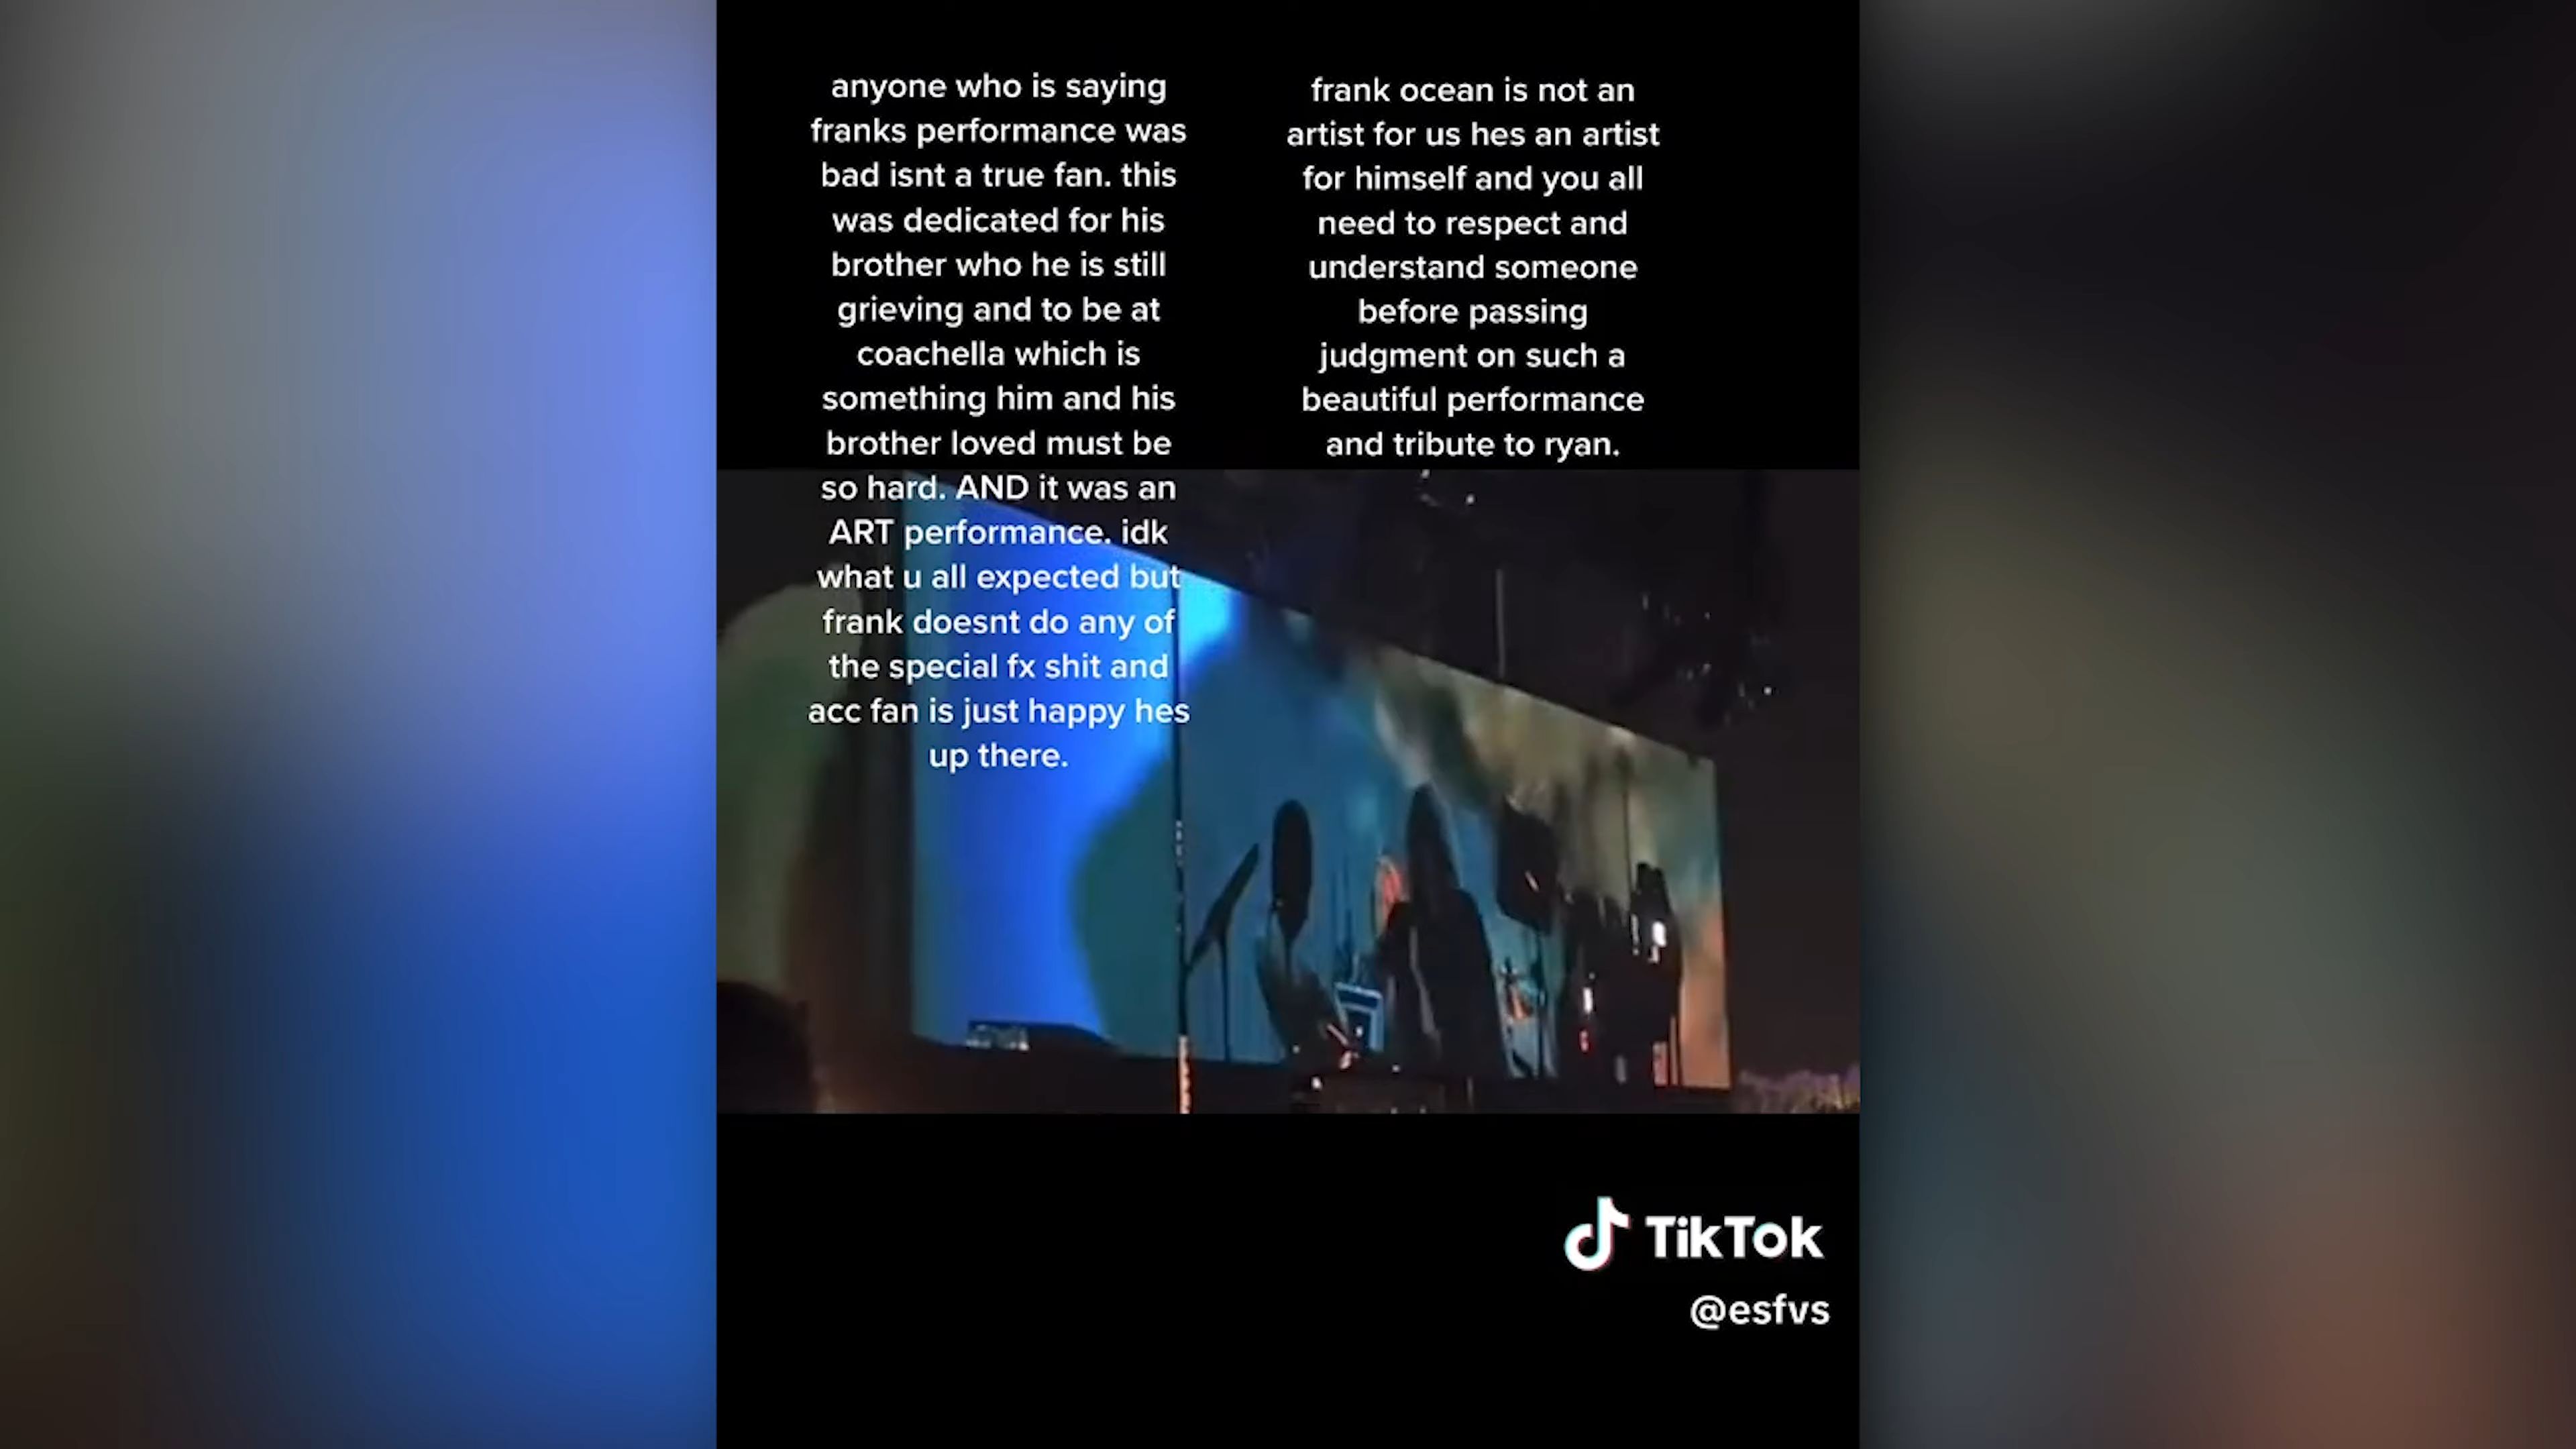 anyone who is saying
franks performance was
bad isnt a true fan. this
was dedicated for his
brother who he is still
grieving and to be at
coachella which is
something him and his
brother loved must be
so hard. AND it was an
ART performance. idk
what u all expected but
frank doesnt do any of
the special fx shit and
acc fan is just happy hes
up there.
frank ocean is not an
artist for us hes an artist
for himself and you all
need to respect and
understand someone
before passing
judgment on such a
beautiful performance
and tribute to ryan.
TikTok
@esfvs